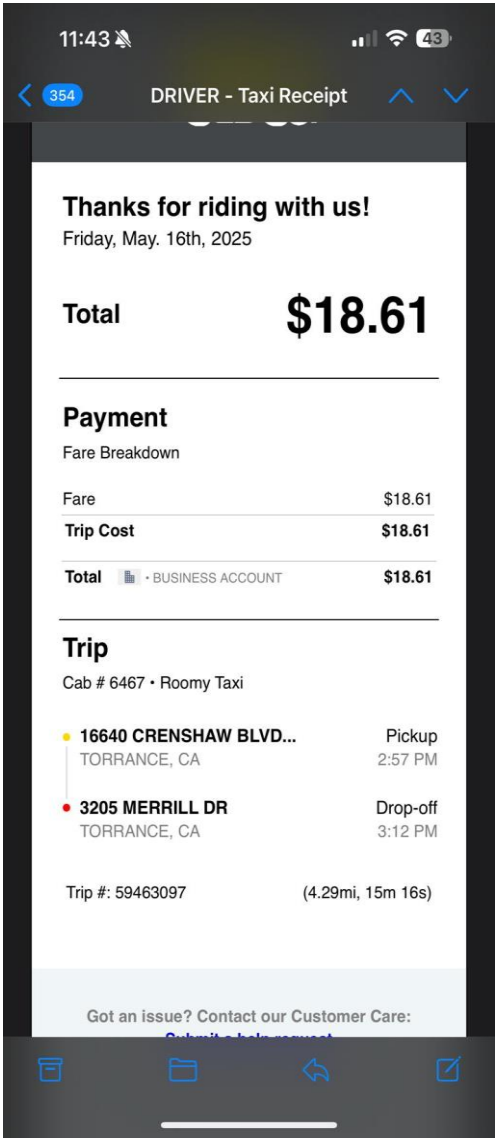 11:43
43
354
DRIVER - Taxi Receipt
Thanks for riding with us!
Friday, May. 16th, 2025
Total $18.61
Payment
Fare Breakdown
Fare $18.61
Trip Cost $18.61
Total • BUSINESS ACCOUNT $18.61
Trip
Cab # 6467 • Roomy Taxi
16640 CRENSHAW BLVD... Pickup
TORRANCE, CA 2:57 PM
3205 MERRILL DR Drop-off
TORRANCE, CA 3:12 PM
Trip #: 59463097 (4.29mi, 15m 16s)
Got an issue? Contact our Customer Care:
Submit a help request